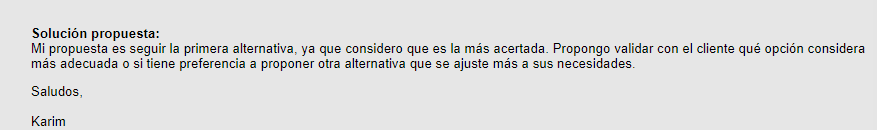 Solución propuesta:
Mi propuesta es seguir la primera alternativa, ya que considero que es la más acertada. Propongo validar con el cliente qué opción considera
más adecuada o si tiene preferencia a proponer otra alternativa que se ajuste más a sus necesidades.
Saludos,
Karim